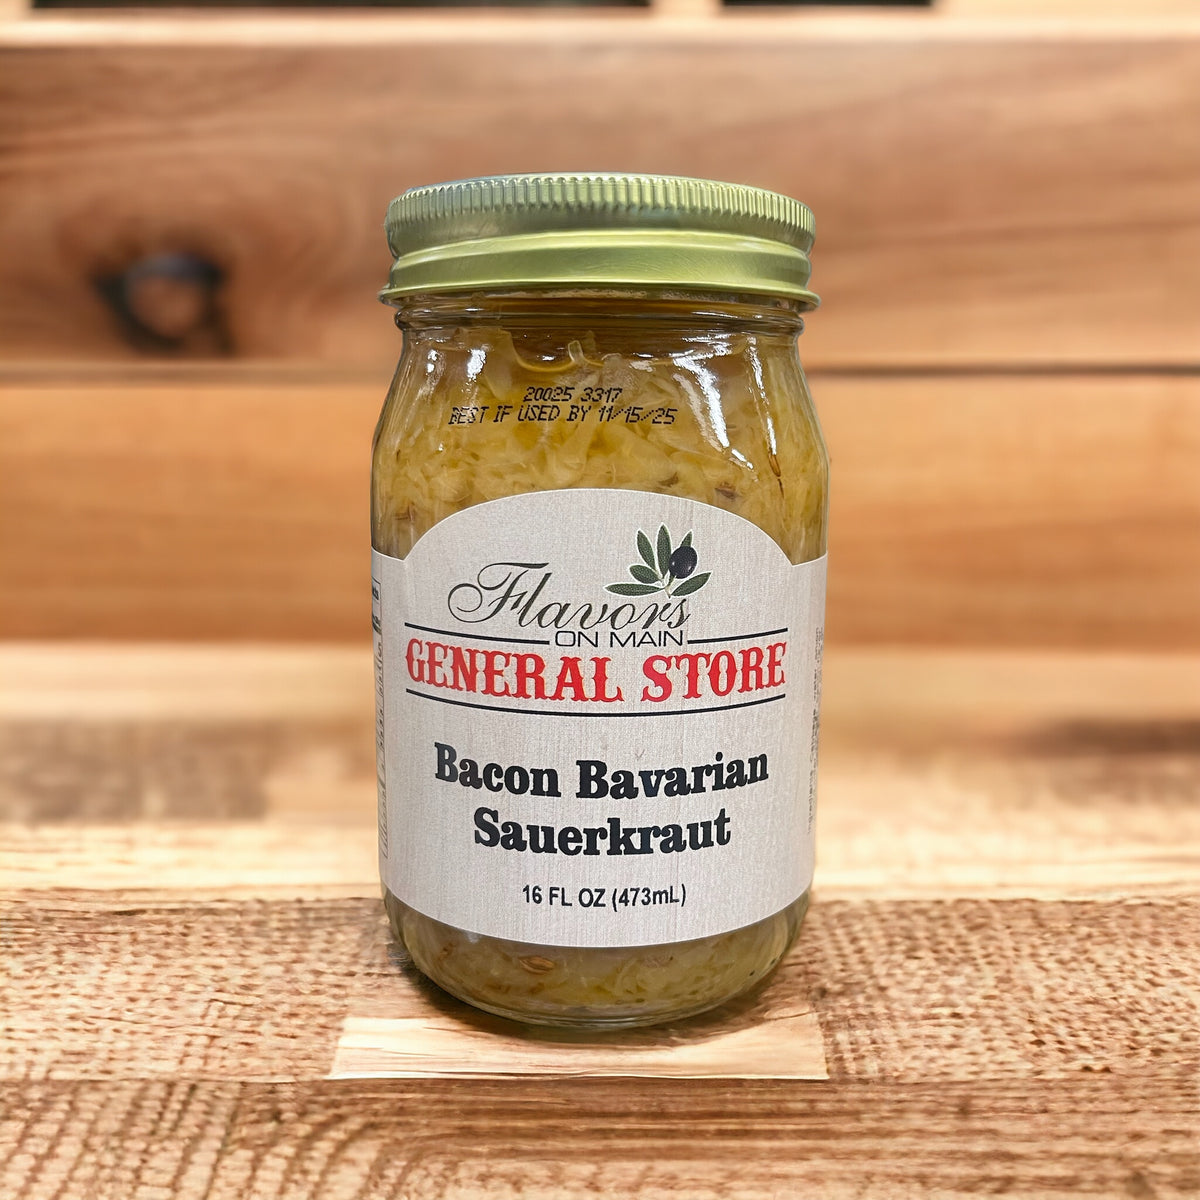 20025 3317
BEST IF USED BY 11/15/25
Flavors
ON MAIN
GENERAL STORE
Bacon Bavarian
Sauerkraut
16 FL OZ (473mL)